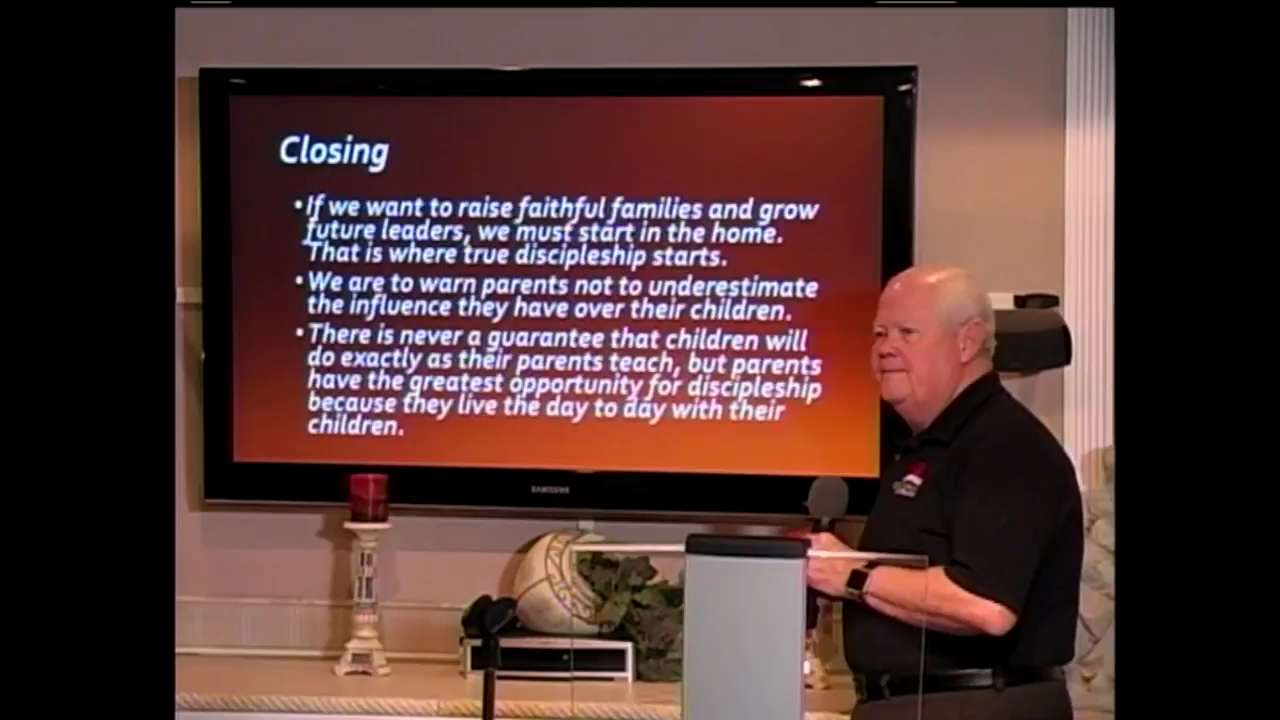 Closing
• If we want to raise faithful families and grow
future leaders, we must start in the home.
That is where true discipleship starts.
• We are to warn parents not to underestimate
the influence they have over their children.
• There is never a guarantee that children will
do exactly as their parents teach, but parents
have the greatest opportunity for discipleship
because they live the day to day with their
children.
SAMSUNG